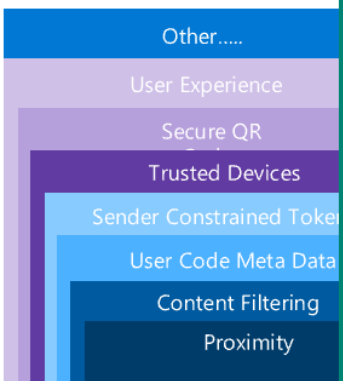 Other.....
User Experience
Secure QR
Trusted Devices
Sender Constrained
User Code Meta Data
Content Filtering
Proximity